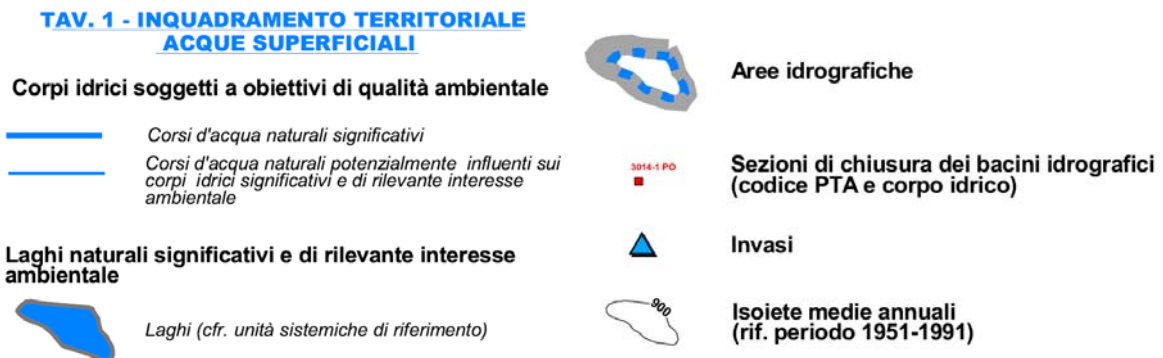 TAV. 1 - INQUADRAMENTO TERRITORIALE
ACQUE SUPERFICIALI
Corpi idrici soggetti a obiettivi di qualità ambientale
Corsi d'acqua naturali significativi
Corsi d'acqua naturali potenzialmente influenti sui
corpi idrici significativi e di rilevante interesse
ambientale
Laghi naturali significativi e di rilevante interesse
ambientale
Laghi (cfr. unità sistemiche di riferimento)
Aree idrografiche
3014-1 PO
Sezioni di chiusura dei bacini idrografici
(codice PTA e corpo idrico)
Invasi
900
Isoiete medie annuali
(rif. periodo 1951-1991)